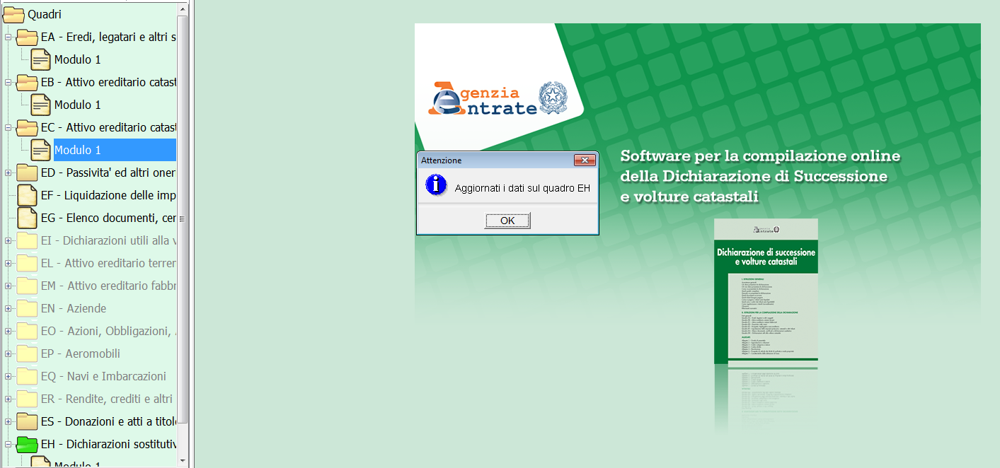 Quadri
EA - Eredi, legatari e altri s
Modulo 1
EB - Attivo ereditario catast
Modulo 1
EC - Attivo ereditario catast
Modulo 1
ED - Passivita' ed altri oner
EF - Liquidazione delle imp
EG - Elenco documenti, cer
EI - Dichiarazioni utili alla v
EL - Attivo ereditario terrer
EM - Attivo ereditario fabbr
EN - Aziende
EO - Azioni, Obbligazioni,
EP - Aeromobili
EQ - Navi e Imbarcazioni
ER - Rendite, crediti e altri
ES - Donazioni e atti a titol
EH - Dichiarazioni sostitutiv
Modulo 1
agenzia
entrate
Attenzione
Aggiornati i dati sul quadro EH
OK
Software per la compilazione online
della Dichiarazione di Successione
e volture catastali
Dichiarazione di successione
e volture catastali